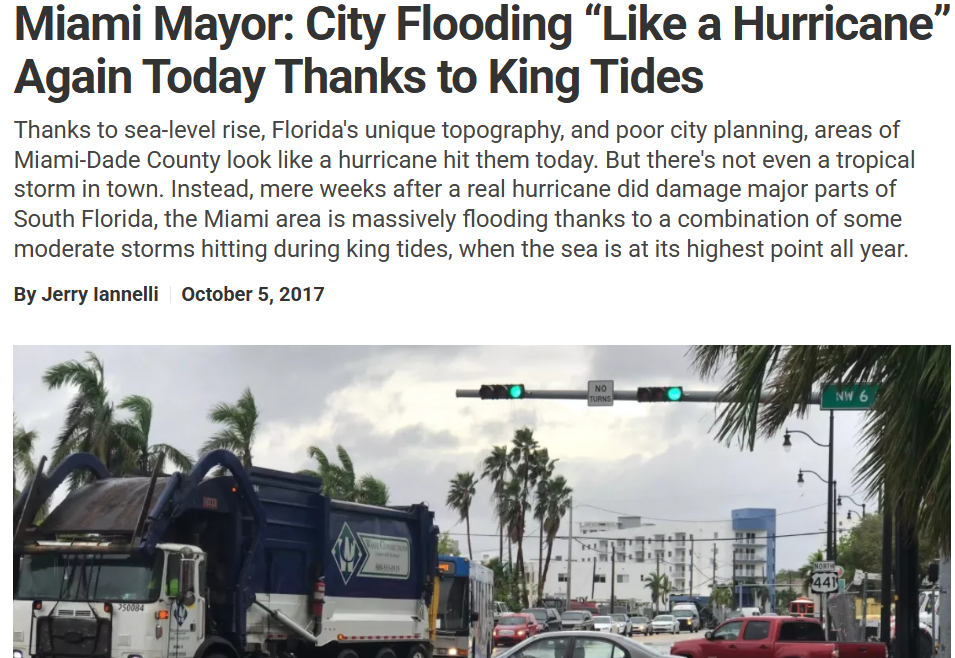 Miami Mayor: City Flooding “Like a Hurricane”
Again Today Thanks to King Tides
Thanks to sea-level rise, Florida's unique topography, and poor city planning, areas of
Miami-Dade County look like a hurricane hit them today. But there's not even a tropical
storm in town. Instead, mere weeks after a real hurricane did damage major parts of
South Florida, the Miami area is massively flooding thanks to a combination of some
moderate storms hitting during king tides, when the sea is at its highest point all year.
By Jerry Iannelli
October 5, 2017
NO
TURNS
NW 6
NORTH
441
250084